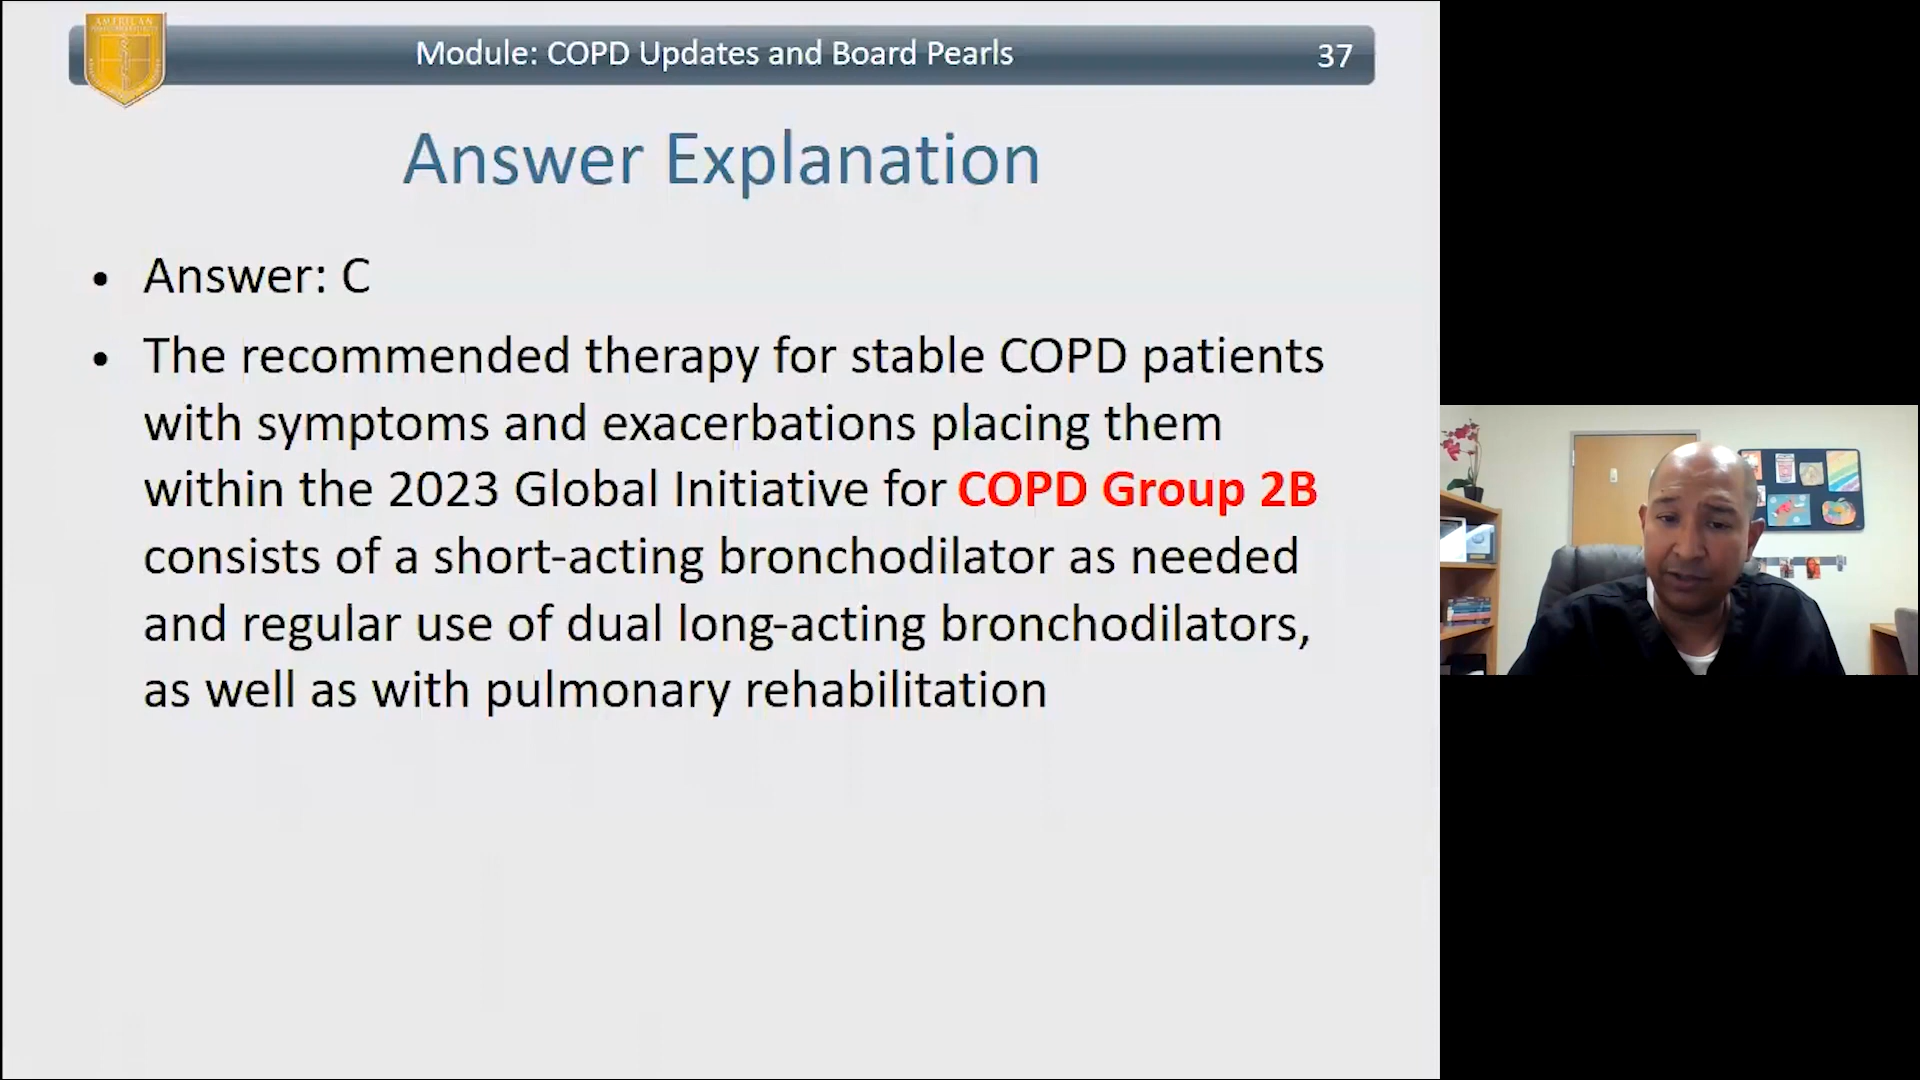 AMERICAN
Module: COPD Updates and Board Pearls
37
Answer Explanation
• Answer: C
• The recommended therapy for stable COPD patients
with symptoms and exacerbations placing them
within the 2023 Global Initiative for COPD Group 2B
consists of a short-acting bronchodilator as needed
and regular use of dual long-acting bronchodilators,
as well as with pulmonary rehabilitation